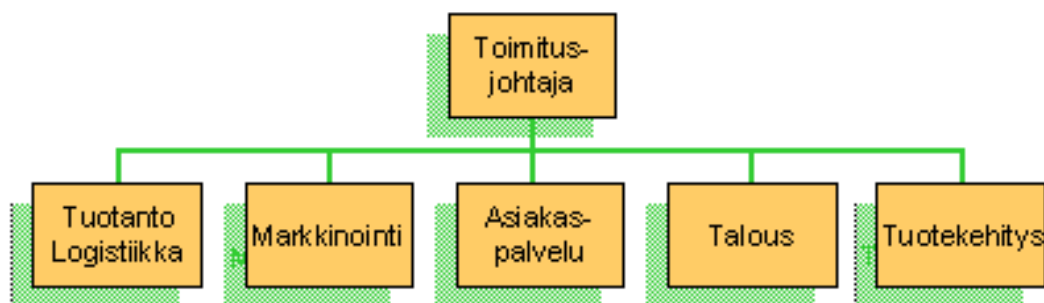 Toimitus-
johtaja
Tuotanto
Logistiikka
Markkinointi
Asiakas-
palvelu
Talous
Tuotekehitys